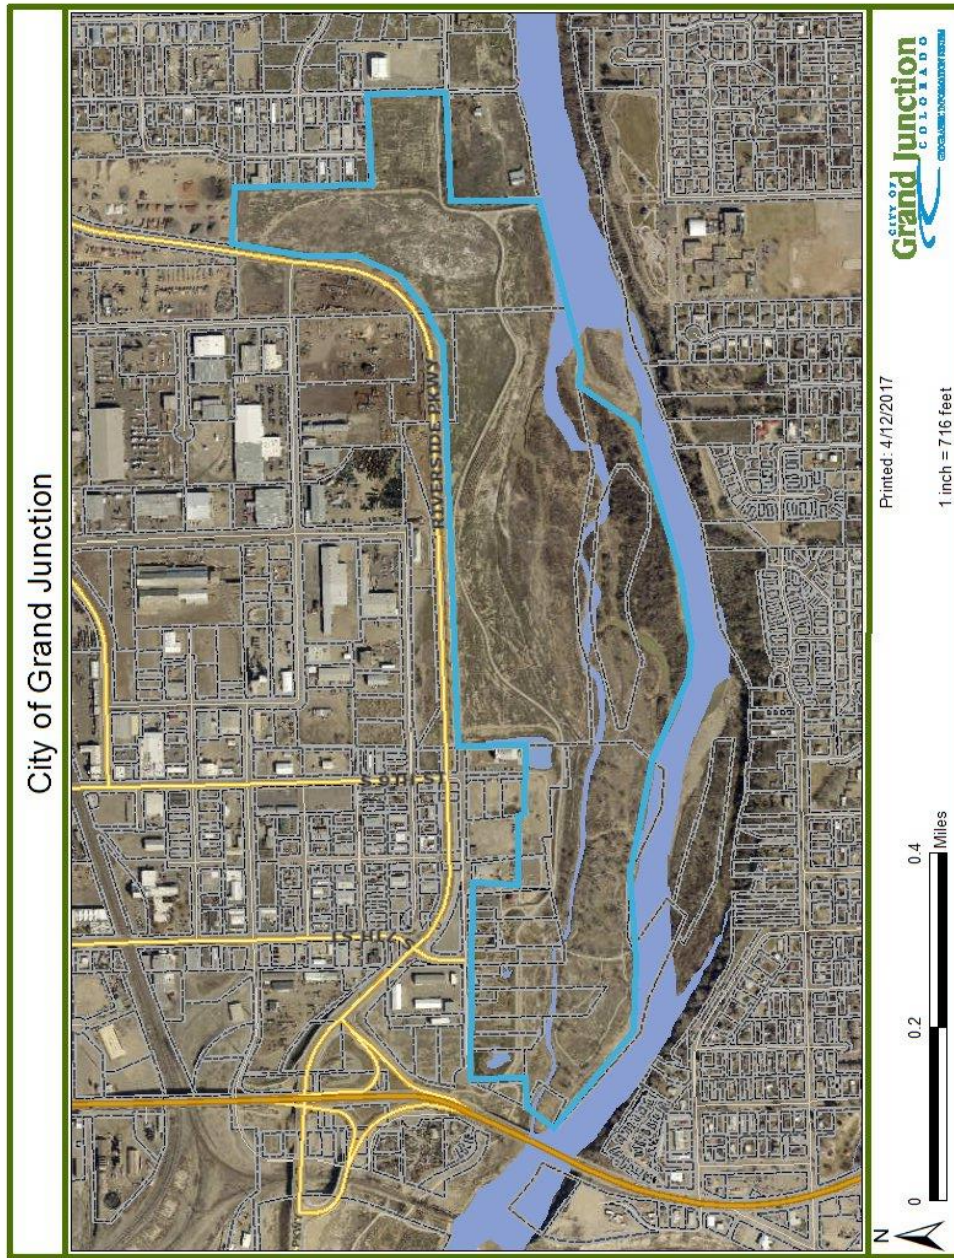 City of Grand Junction
S 5TH ST
S 9TH ST
RIVERSIDE PKWY
N
0 0.2 0.4
Miles
Printed: 4/12/2017
1 inch = 716 feet
CITY OF
Grand Junction
COLORADO